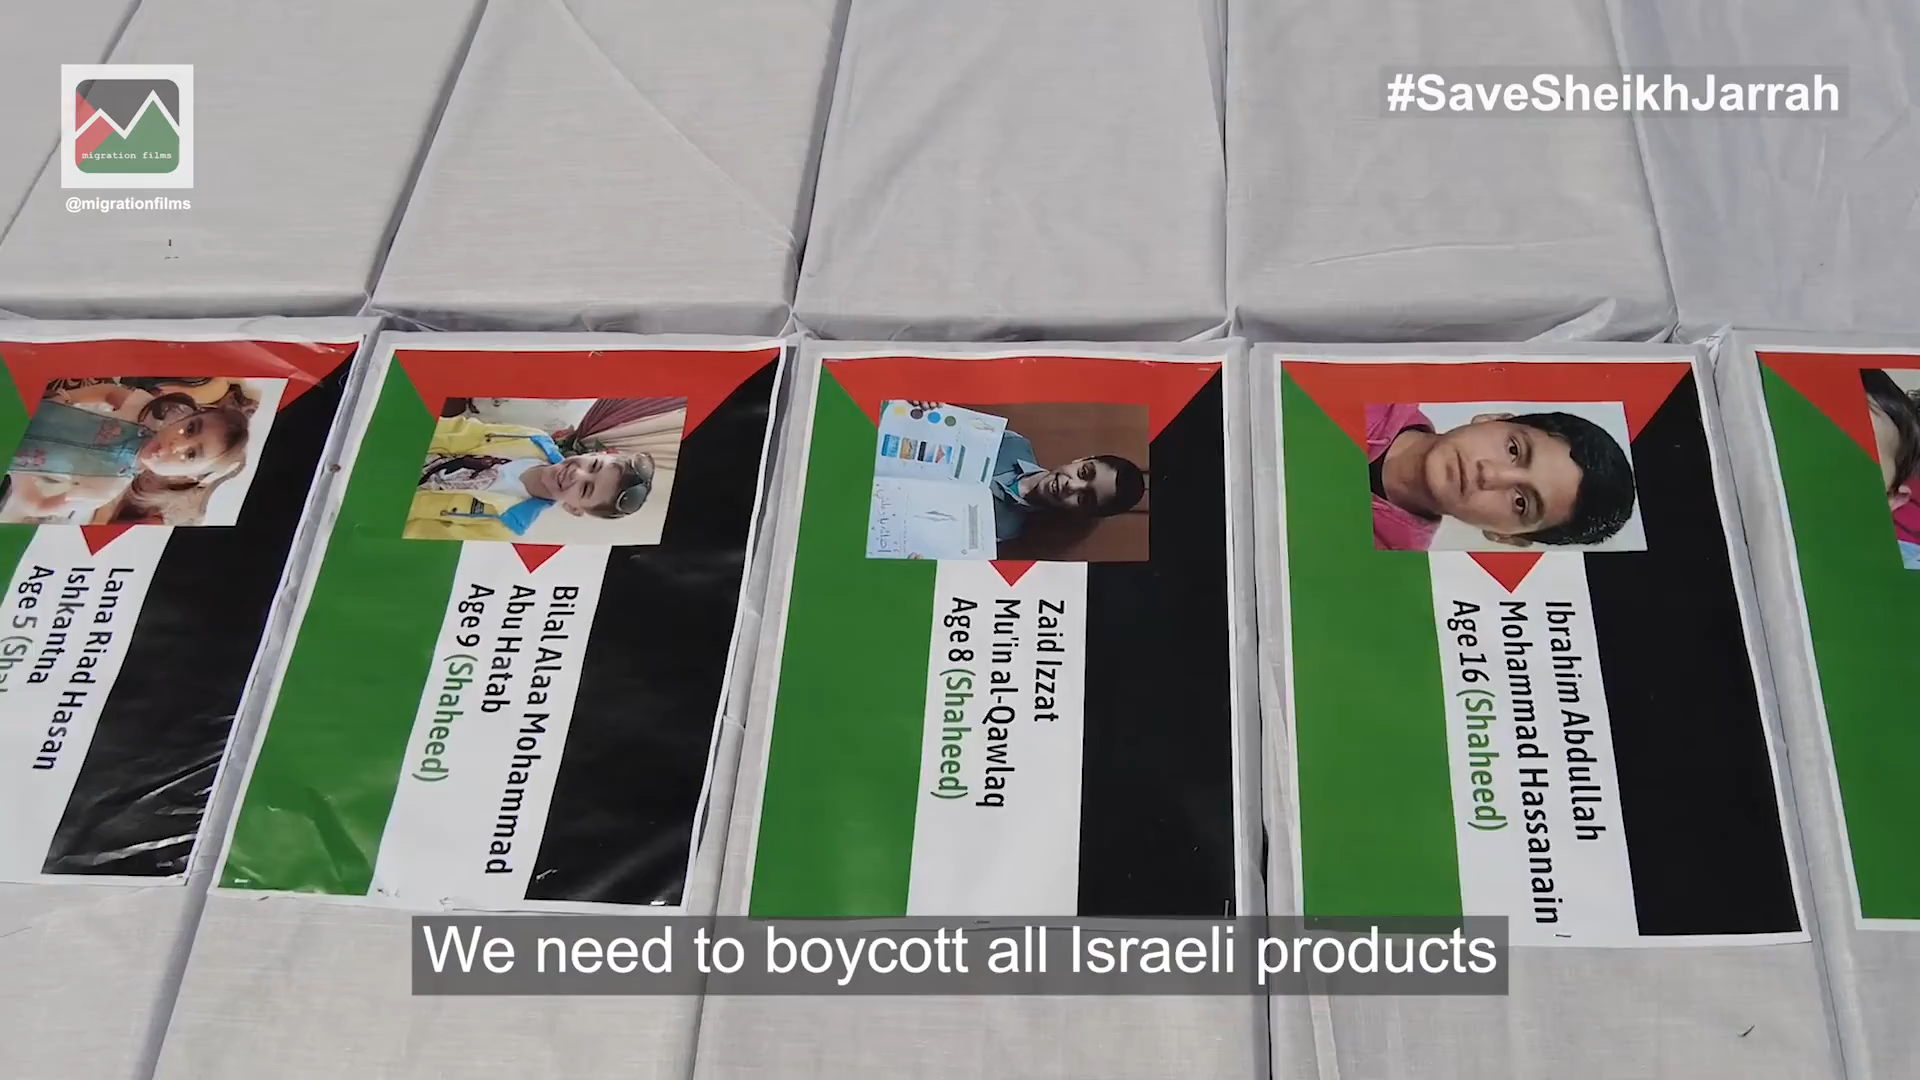 migration films
@migrationfilms
#SaveSheikhJarrah
Lana Riad Hasan
Ishkantna
Age 5
Bilal Alaa Mohammad
Abu Hatab
Age 9 (Shaheed)
Zaid Izzat
Mu'in al-Qawlaq
Age 8 (Shaheed)
Ibrahim Abdullah
Mohammad Hassanain
Age 16 (Shaheed)
We need to boycott all Israeli products